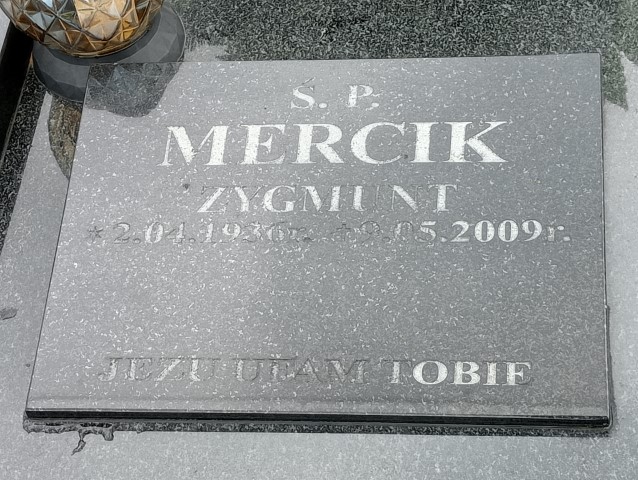 Ś. P.
MERCIK
ZYGMUNT
* 2.04.1936r. + 9.05.2009r.
JEZU UFAM TOBIE